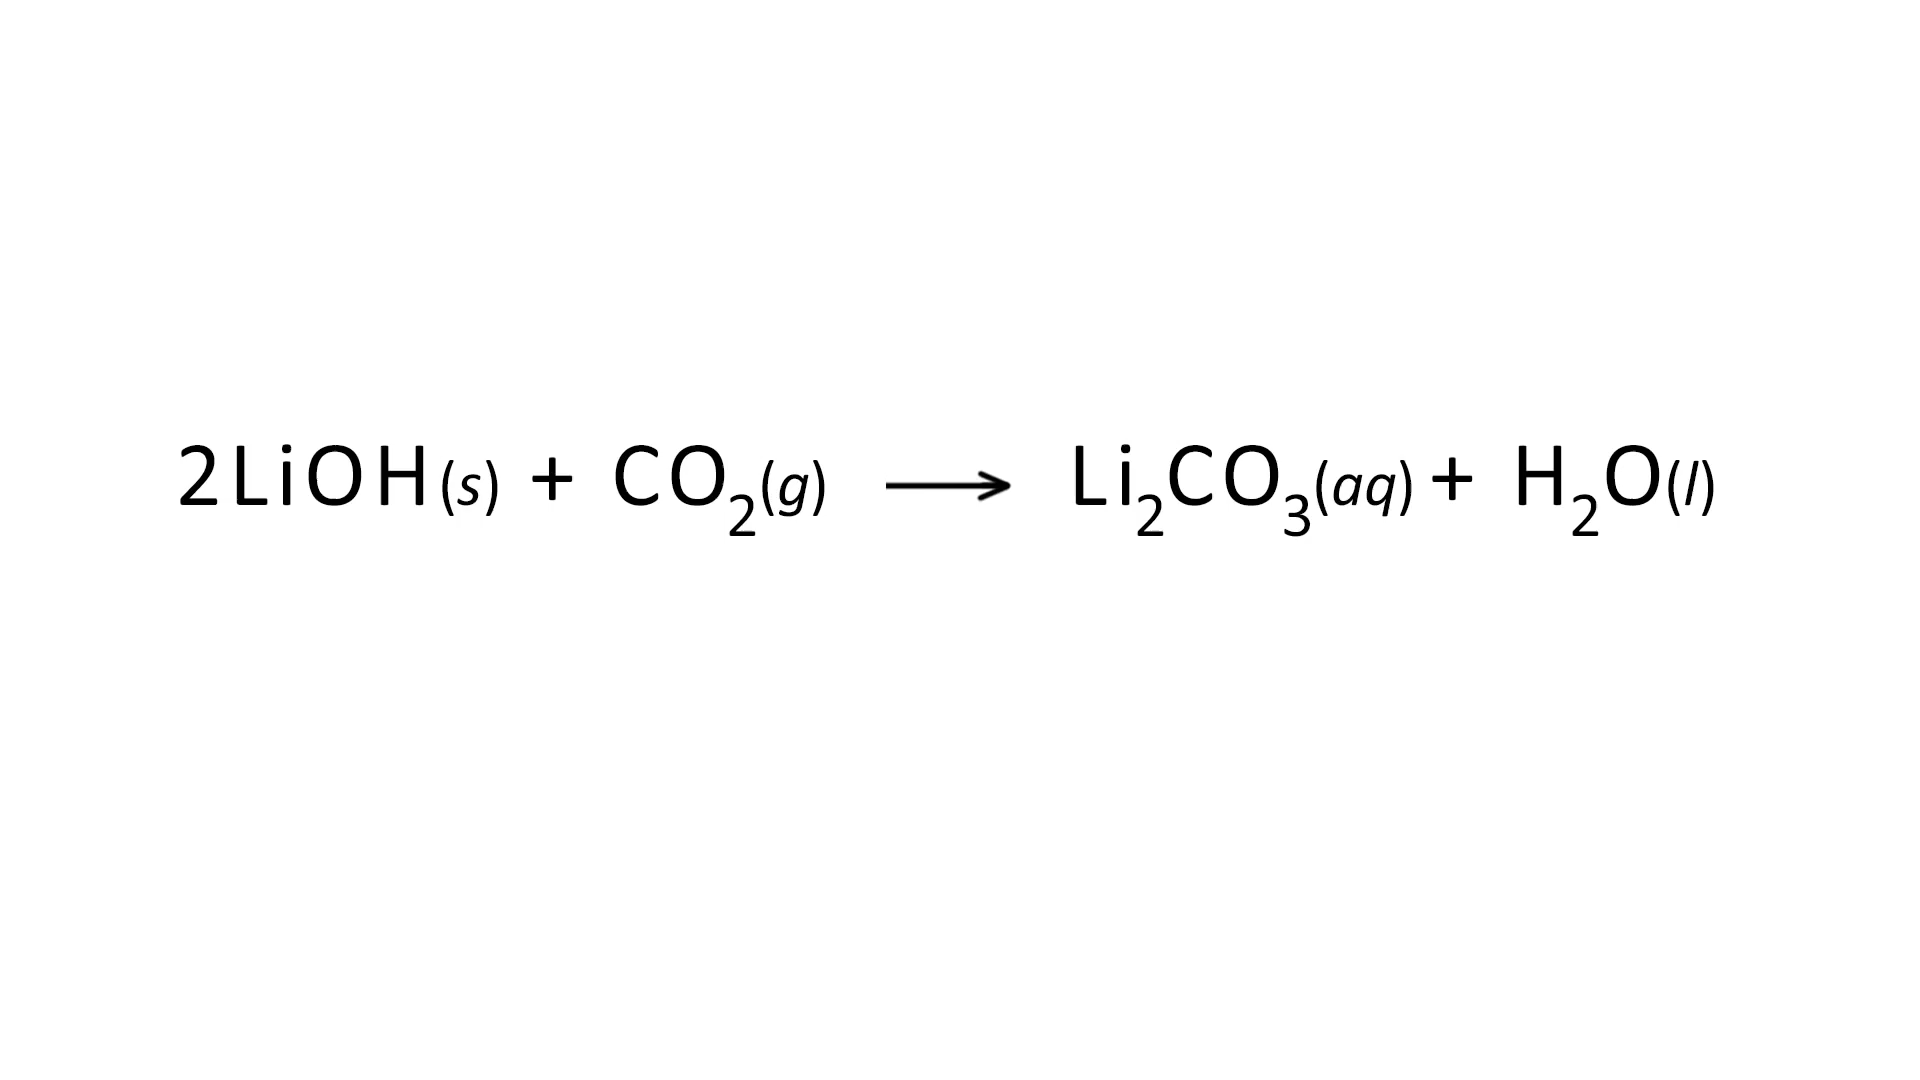 2LiOH(s) + CO₂(g) ⟶ Li₂CO₃(aq) + H₂O(l)